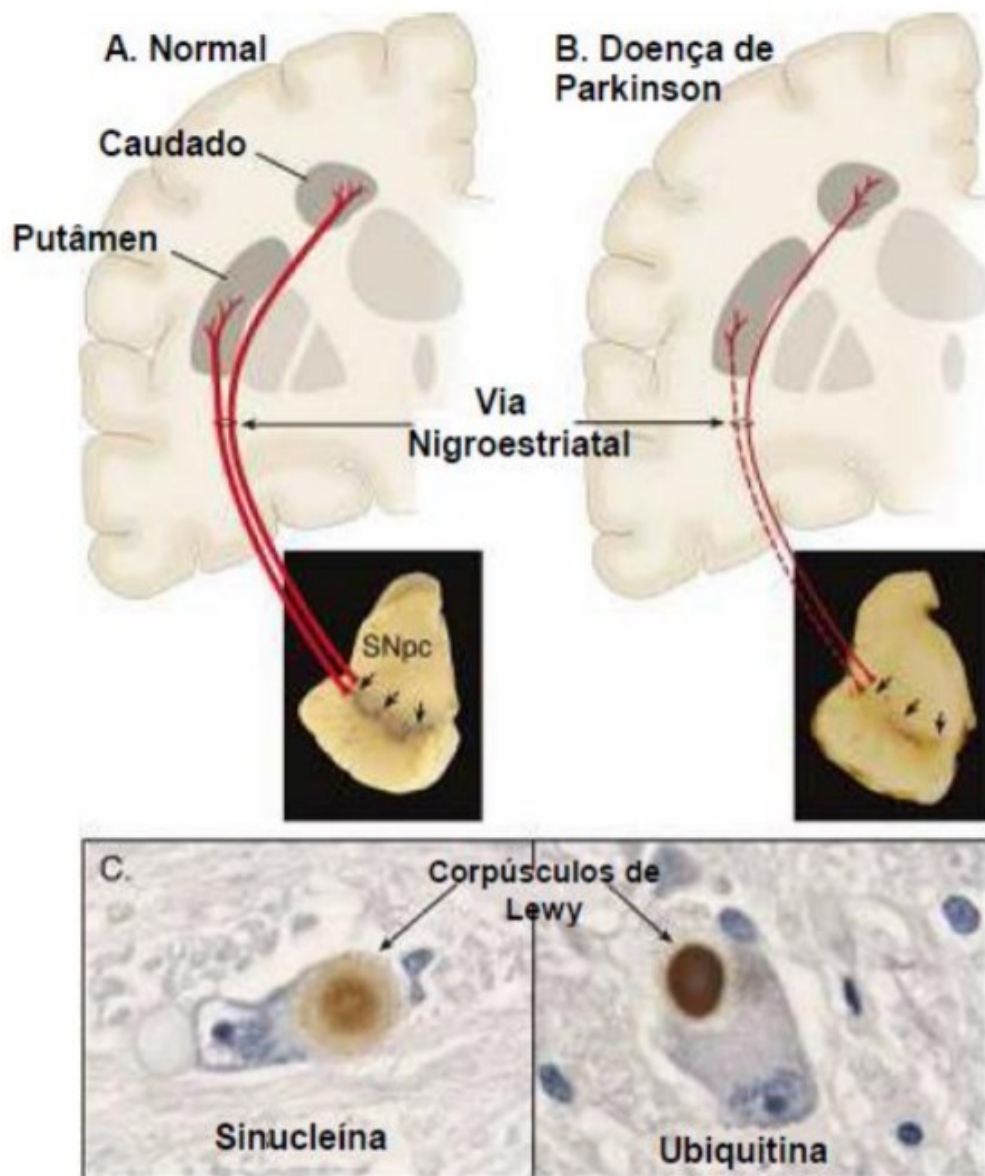 A. Normal
B. Doença de
Parkinson
Caudado
Putâmen
Via
Nigroestriatal
SNpc
C.
Corpúsculos de
Lewy
Sinucleína
Ubiquitina